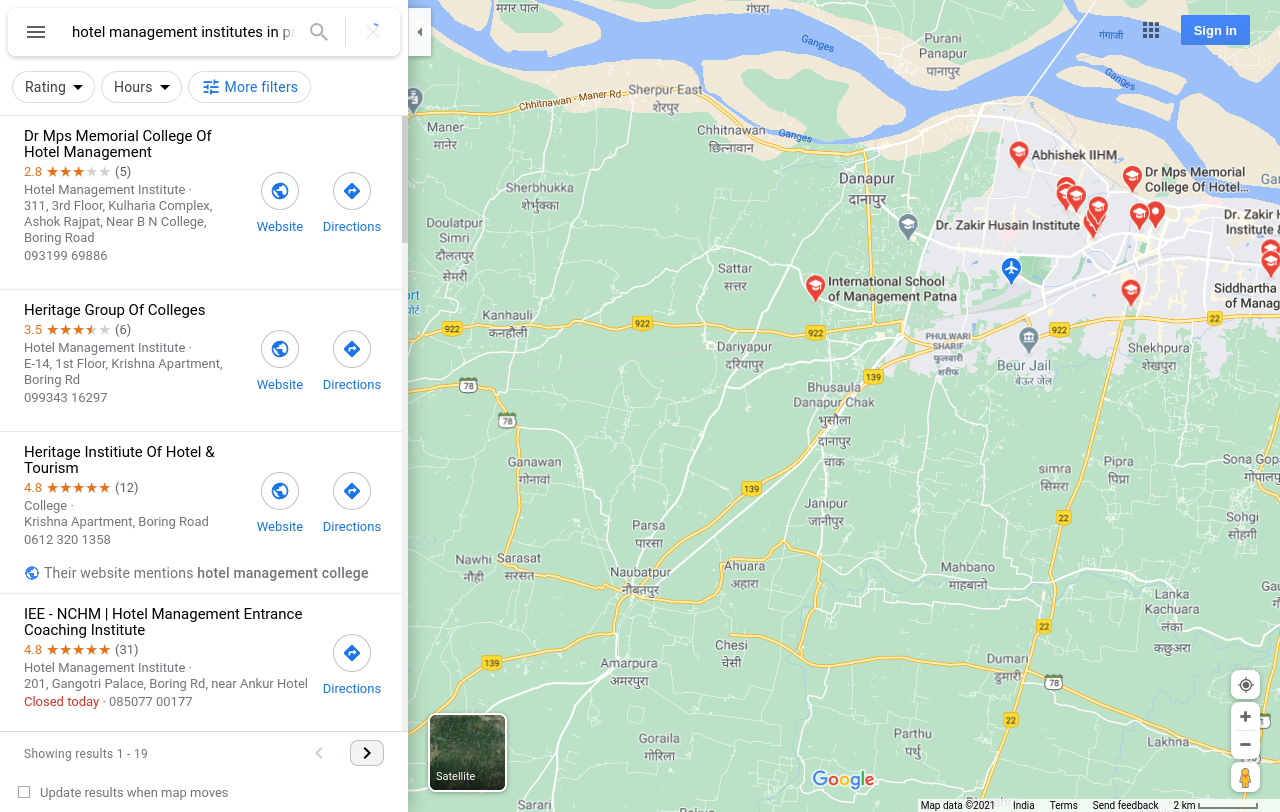 hotel management institutes in pa
Rating
Hours
More filters
Dr Mps Memorial College Of
Hotel Management
2.8 (5)
Hotel Management Institute ·
311, 3rd Floor, Kulharia Complex,
Ashok Rajpat, Near B N College,
Boring Road
093199 69886
Website
Directions
Heritage Group Of Colleges
3.5 (6)
Hotel Management Institute ·
E-14, 1st Floor, Krishna Apartment,
Boring Rd
099343 16297
Website
Directions
Heritage Institiute Of Hotel &
Tourism
4.8 (12)
College ·
Krishna Apartment, Boring Road
0612 320 1358
Website
Directions
Their website mentions hotel management college
IEE - NCHM | Hotel Management Entrance
Coaching Institute
4.8 (31)
Hotel Management Institute ·
201, Gangotri Palace, Boring Rd, near Ankur Hotel
Closed today · 085077 00177
Directions
Showing results 1 - 19
Update results when map moves
Sign in
मगर पाल
गंघरा
Ganges
Purani
Panapur
पानापुर
गंगाजी
Ganges
Sherpur East
शेरपुर
Chhitnawan - Maner Rd
Maner
मनेर
Chhitnawan
छित्नावान
Ganges
Abhishek IIHM
Danapur
दानापुर
Dr Mps Memorial
College Of Hotel...
Sherbhukka
शेर्भुक्का
Doulatpur
Simri
दौलतपुर
सेमरी
Dr. Zakir Husain Institute
Dr. Zakir H
Institute &
Sattar
सत्तर
International School
of Management Patna
Siddhartha
of Manag
Kanhauli
कनहौली
922
922
922
922
22
Dariyapur
दरियापुर
PHULWARI
SHARIF
फुलवारी
शरीफ
Beur Jail
बेऊर जेल
Shekhpura
शेखपुरा
139
78
78
Bhusaula
Danapur Chak
भुसौला
दानापुर
चाक
Ganawan
गोनावां
simra
सिमरा
Pipra
पिप्रा
Sona Gop
गोपालपु
139
Janipur
जानीपुर
22
Parsa
पारसा
Sohgi
सोहगी
Nawhi
नौही
Sarasat
सरसत
Naubatpur
नौबतपुर
Ahuara
अहारा
Mahbano
माहबानो
Lanka
Kachuara
लंका
कछुअरा
22
Chesi
चेसी
139
Amarpura
अमरपुरा
Dumari
डुमारी
78
22
Goraila
गोरिला
Parthu
पर्थु
Lakhna
Sarari
Satellite
Google
Map data ©2021
India
Terms
Send feedback
2 km